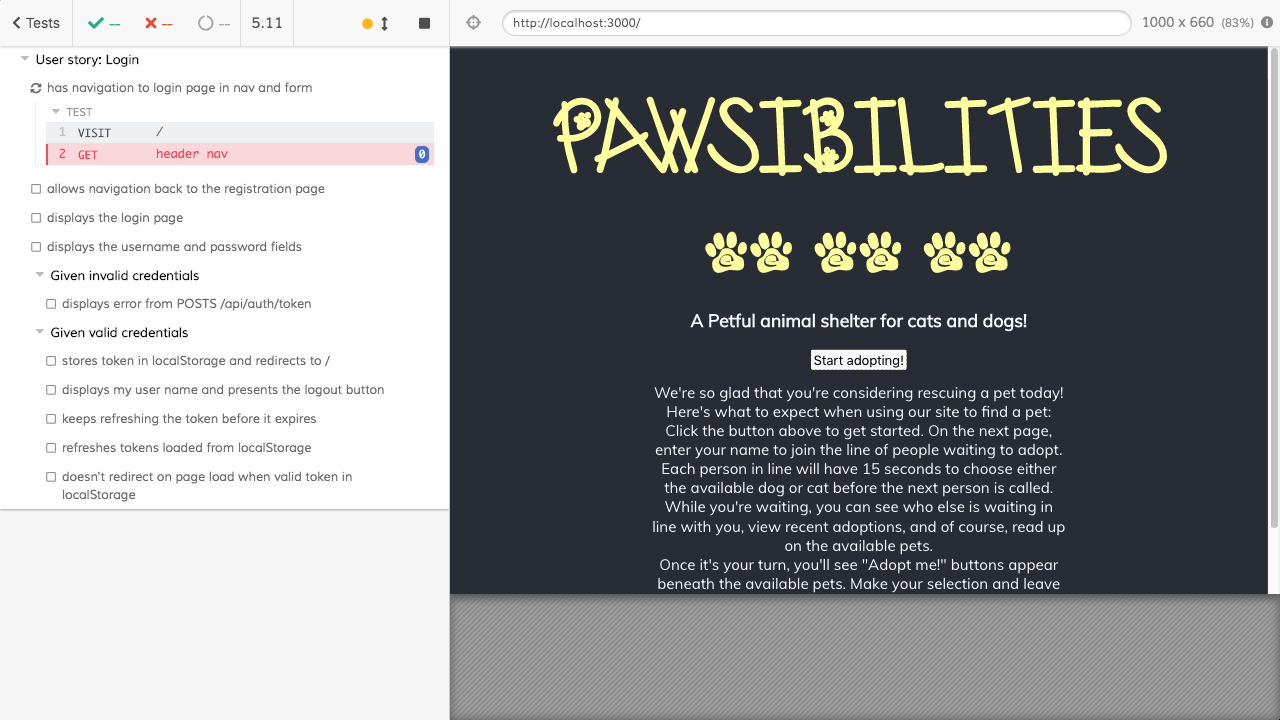 Tests
--
--
--
5.11
http://localhost:3000/
1000 x 660 (83%)
User story: Login
has navigation to login page in nav and form
TEST
1 VISIT /
2 GET header nav 0
allows navigation back to the registration page
displays the login page
displays the username and password fields
Given invalid credentials
displays error from POSTS /api/auth/token
Given valid credentials
stores token in localStorage and redirects to /
displays my user name and presents the logout button
keeps refreshing the token before it expires
refreshes tokens loaded from localStorage
doesn't redirect on page load when valid token in
localStorage
PAWSIBILITIES
A Petful animal shelter for cats and dogs!
Start adopting!
We're so glad that you're considering rescuing a pet today!
Here's what to expect when using our site to find a pet:
Click the button above to get started. On the next page,
enter your name to join the line of people waiting to adopt.
Each person in line will have 15 seconds to choose either
the available dog or cat before the next person is called.
While you're waiting, you can see who else is waiting in
line with you, view recent adoptions, and of course, read up
on the available pets.
Once it's your turn, you'll see "Adopt me!" buttons appear
beneath the available pets. Make your selection and leave